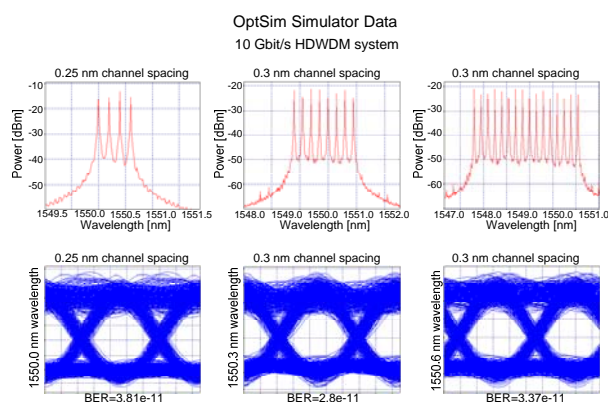 OptSim Simulator Data
10 Gbit/s HDWDM system
0.25 nm channel spacing
0.3 nm channel spacing
0.3 nm channel spacing
Power [dBm]
-10
-20
-30
-40
-50
1549.5 1550.0 1550.5 1551.0 1551.5
Wavelength [nm]
Power [dBm]
-20
-30
-40
-50
-60
1548.0 1549.0 1550.0 1551.0 1552.0
Wavelength [nm]
Power [dBm]
-20
-30
-40
-50
-60
1547.0 1548.0 1549.0 1550.0 1551.0
Wavelength [nm]
0.25 nm channel spacing
0.3 nm channel spacing
0.3 nm channel spacing
1550.0 nm wavelength
BER=3.81e-11
1550.3 nm wavelength
BER=2.8e-11
1550.6 nm wavelength
BER=3.37e-11